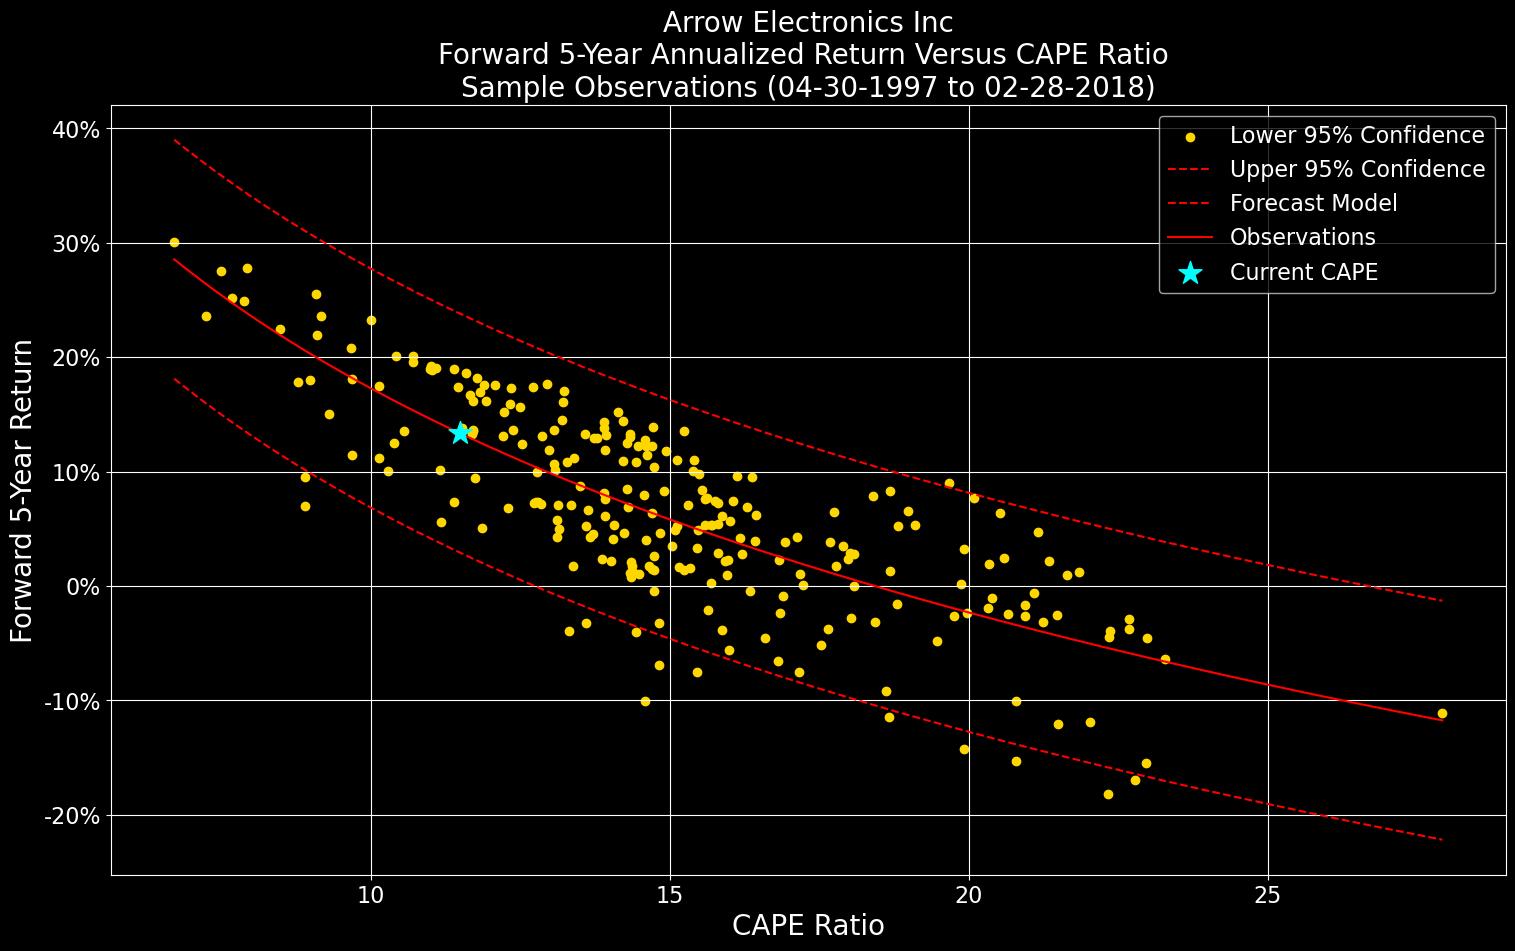 Arrow Electronics Inc
Forward 5-Year Annualized Return Versus CAPE Ratio
Sample Observations (04-30-1997 to 02-28-2018)
Lower 95% Confidence
Upper 95% Confidence
Forecast Model
Observations
Current CAPE
Forward 5-Year Return
40%
30%
20%
10%
0%
-10%
-20%
10 15 20 25
CAPE Ratio